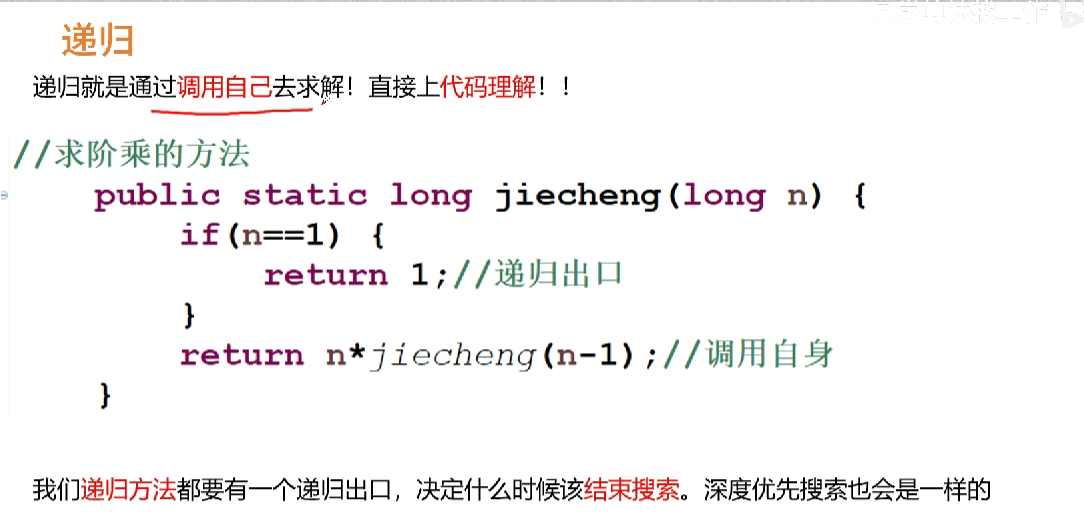 递归
递归就是通过调用自己去求解！直接上代码理解！！
//求阶乘的方法
public static long jiecheng(long n) {
if(n==1) {
return 1;//递归出口
}
return n*jiecheng(n-1);//调用自身
}
我们递归方法都要有一个递归出口，决定什么时候该结束搜索。深度优先搜索也会是一样的